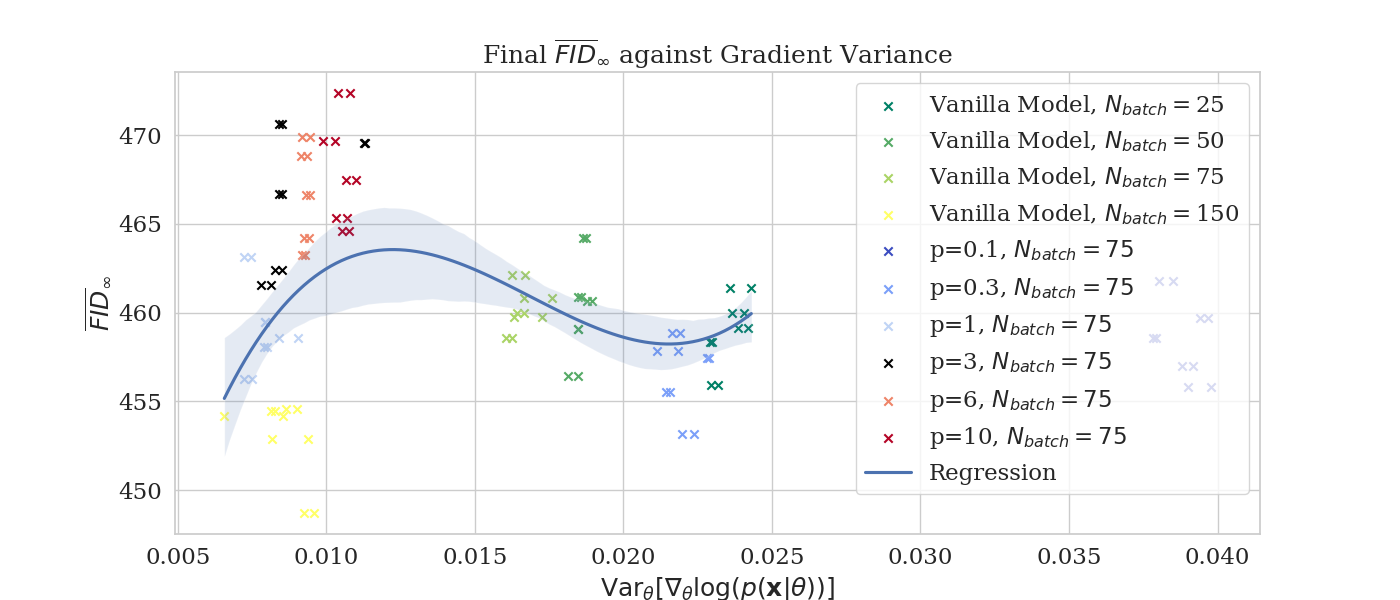 Final $\overline{FID}_\infty$ against Gradient Variance
$\overline{FID}_\infty$
470
465
460
455
450
0.005 0.010 0.015 0.020 0.025 0.030 0.035 0.040
$\mathrm{Var}_\theta[\nabla_\theta \log(p(\mathbf{x}|\theta))]$
Vanilla Model, $N_{batch} = 25$
Vanilla Model, $N_{batch} = 50$
Vanilla Model, $N_{batch} = 75$
Vanilla Model, $N_{batch} = 150$
p=0.1, $N_{batch} = 75$
p=0.3, $N_{batch} = 75$
p=1, $N_{batch} = 75$
p=3, $N_{batch} = 75$
p=6, $N_{batch} = 75$
p=10, $N_{batch} = 75$
Regression